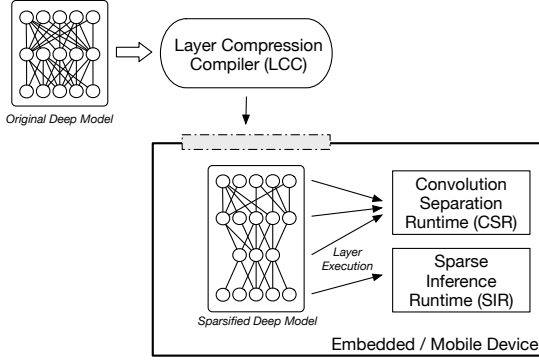 Original Deep Model
Layer Compression
Compiler (LCC)
Convolution
Separation
Runtime (CSR)
Layer
Execution
Sparse
Inference
Runtime (SIR)
Sparsified Deep Model
Embedded / Mobile Device